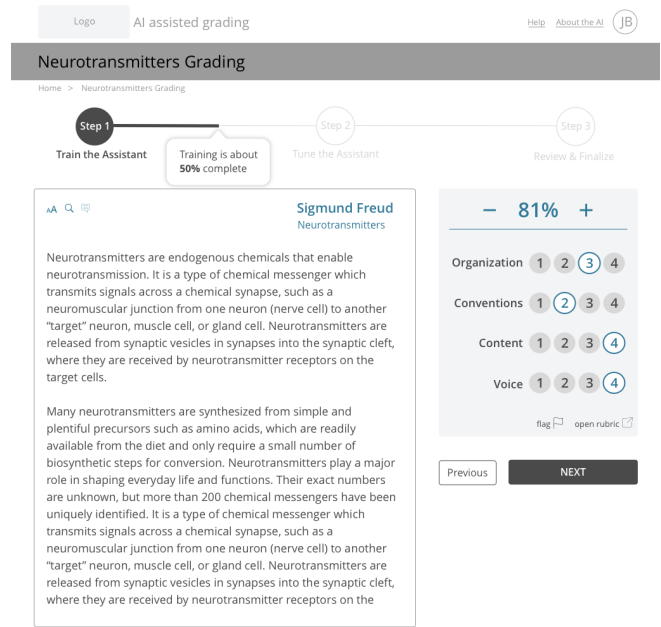 Logo
AI assisted grading
Help About the AI JB
Neurotransmitters Grading
Home > Neurotransmitters Grading
Step 1
Step 2
Step 3
Train the Assistant
Training is about
50% complete
Tune the Assistant
Review & Finalize
AA
Sigmund Freud
Neurotransmitters
Neurotransmitters are endogenous chemicals that enable
neurotransmission. It is a type of chemical messenger which
transmits signals across a chemical synapse, such as a
neuromuscular junction from one neuron (nerve cell) to another
“target” neuron, muscle cell, or gland cell. Neurotransmitters are
released from synaptic vesicles in synapses into the synaptic cleft,
where they are received by neurotransmitter receptors on the
target cells.
Many neurotransmitters are synthesized from simple and
plentiful precursors such as amino acids, which are readily
available from the diet and only require a small number of
biosynthetic steps for conversion. Neurotransmitters play a major
role in shaping everyday life and functions. Their exact numbers
are unknown, but more than 200 chemical messengers have been
uniquely identified. It is a type of chemical messenger which
transmits signals across a chemical synapse, such as a
neuromuscular junction from one neuron (nerve cell) to another
“target” neuron, muscle cell, or gland cell. Neurotransmitters are
released from synaptic vesicles in synapses into the synaptic cleft,
where they are received by neurotransmitter receptors on the
− 81% +
Organization 1 2 3 4
Conventions 1 2 3 4
Content 1 2 3 4
Voice 1 2 3 4
flag open rubric
Previous NEXT